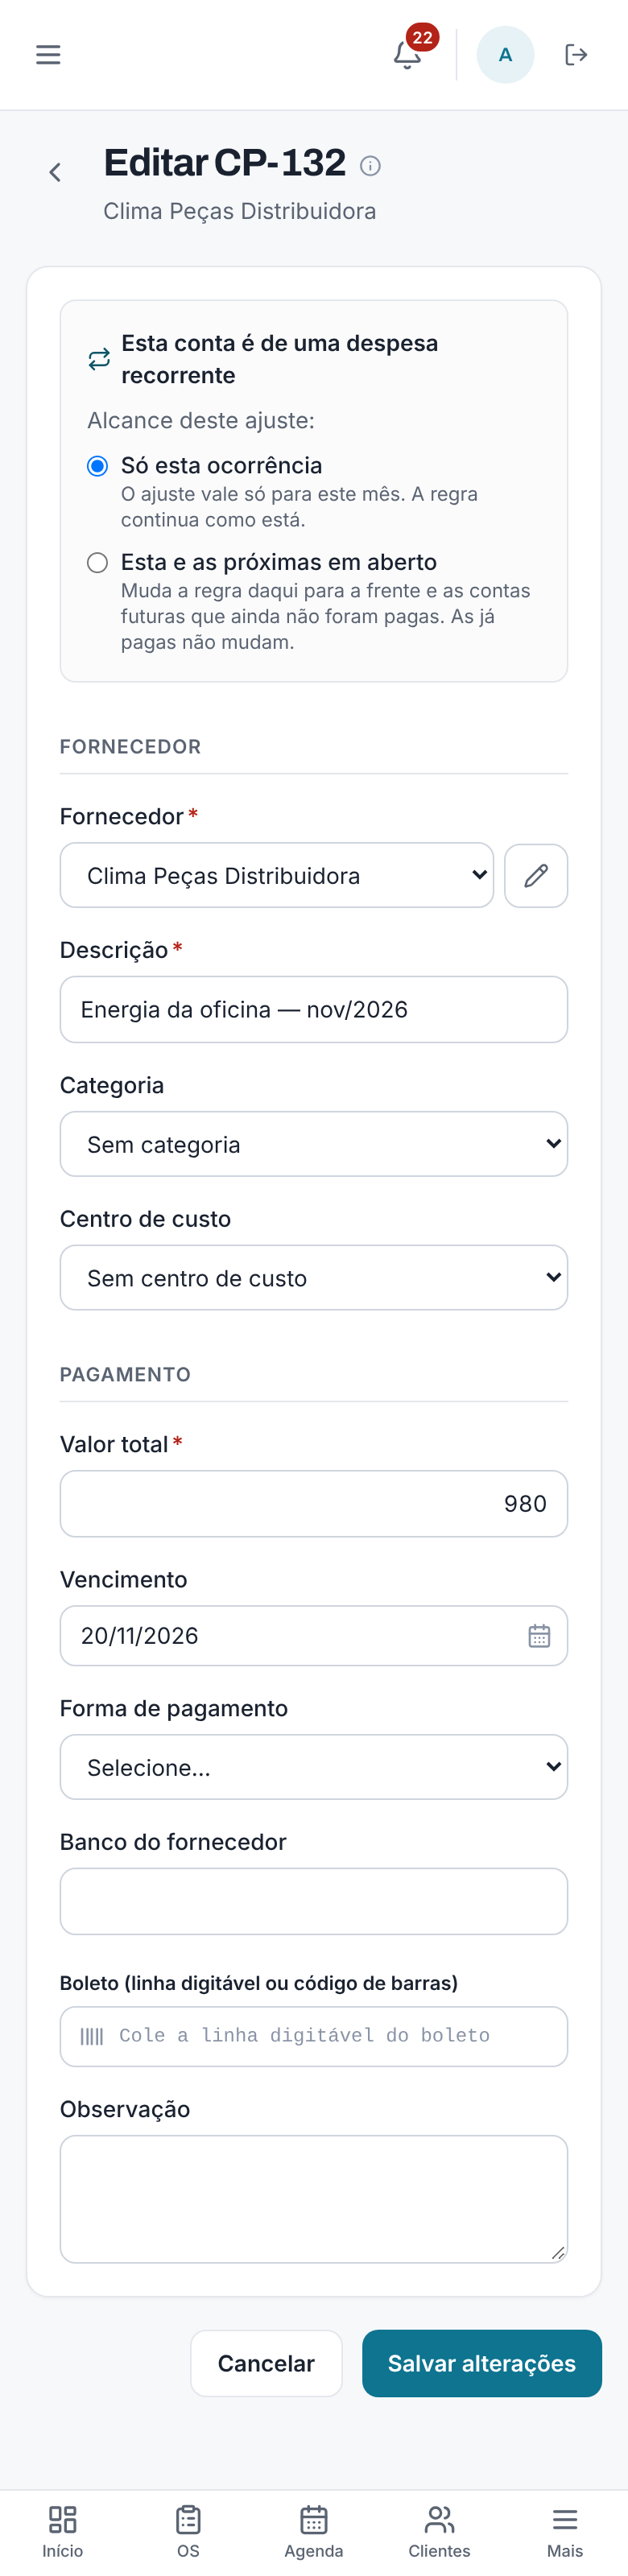 22
A
Editar CP-132
Clima Peças Distribuidora
Esta conta é de uma despesa
recorrente
Alcance deste ajuste:
Só esta ocorrência
O ajuste vale só para este mês. A regra
continua como está.
Esta e as próximas em aberto
Muda a regra daqui para a frente e as contas
futuras que ainda não foram pagas. As já
pagas não mudam.
FORNECEDOR
Fornecedor *
Clima Peças Distribuidora
Descrição *
Energia da oficina — nov/2026
Categoria
Sem categoria
Centro de custo
Sem centro de custo
PAGAMENTO
Valor total *
980
Vencimento
20/11/2026
Forma de pagamento
Selecione...
Banco do fornecedor
Boleto (linha digitável ou código de barras)
Cole a linha digitável do boleto
Observação
Cancelar
Salvar alterações
Início
OS
Agenda
Clientes
Mais